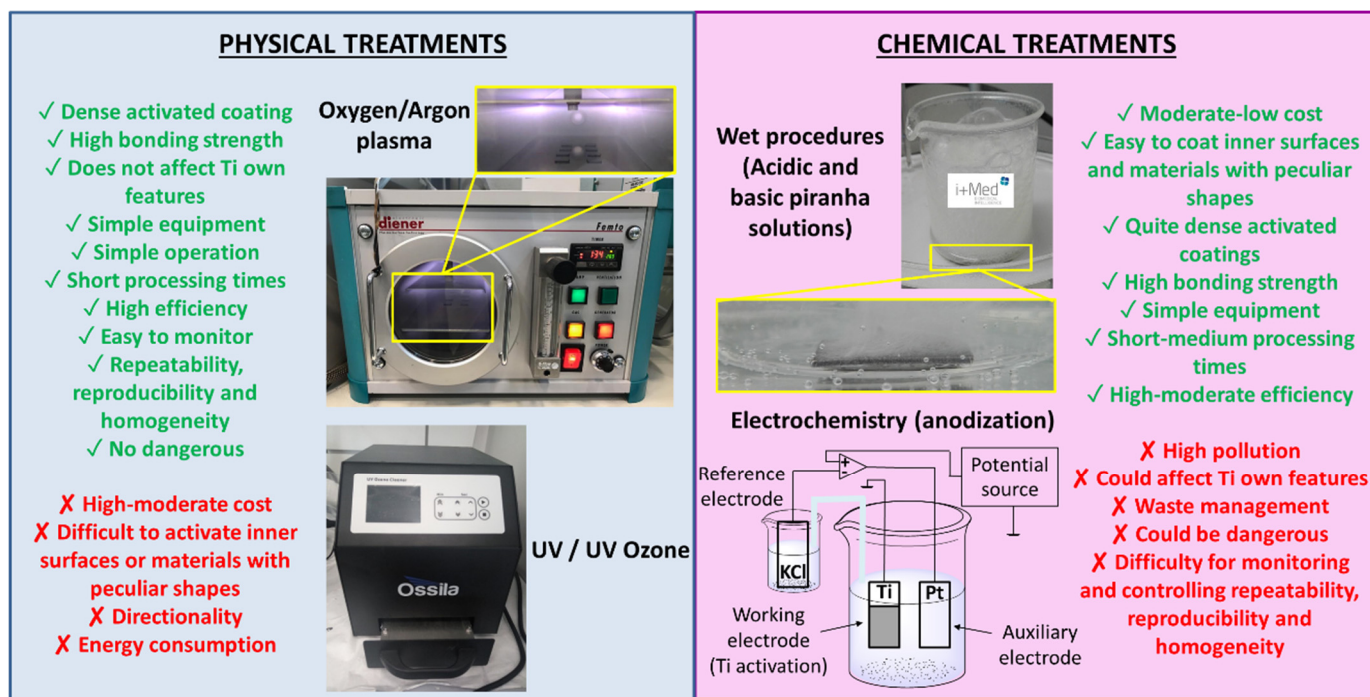 PHYSICAL TREATMENTS
✓ Dense activated coating
✓ High bonding strength
✓ Does not affect Ti own
features
✓ Simple equipment
✓ Simple operation
✓ Short processing times
✓ High efficiency
✓ Easy to monitor
✓ Repeatability,
reproducibility and
homogeneity
✓ No dangerous
✗ High-moderate cost
✗ Difficult to activate inner
surfaces or materials with
peculiar shapes
✗ Directionality
✗ Energy consumption
Oxygen/Argon
plasma
diener
Femto
TIMER
134
UV Ozone Cleaner
Ossila
UV / UV Ozone
CHEMICAL TREATMENTS
Wet procedures
(Acidic and
basic piranha
solutions)
i+Med
Electrochemistry (anodization)
Reference
electrode
Potential
source
+
−
KCl
Ti
Pt
Working
electrode
(Ti activation)
Auxiliary
electrode
✓ Moderate-low cost
✓ Easy to coat inner surfaces
and materials with peculiar
shapes
✓ Quite dense activated
coatings
✓ High bonding strength
✓ Simple equipment
✓ Short-medium processing
times
✓ High-moderate efficiency
✗ High pollution
✗ Could affect Ti own features
✗ Waste management
✗ Could be dangerous
✗ Difficulty for monitoring
and controlling repeatability,
reproducibility and
homogeneity